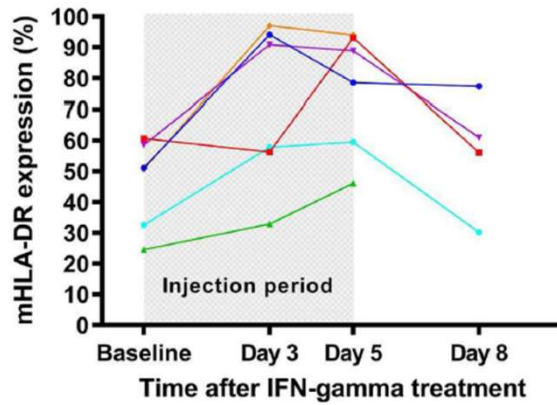 mHLA-DR expression (%)
100
90
80
70
60
50
40
30
20
10
0
Injection period
Baseline Day 3 Day 5 Day 8
Time after IFN-gamma treatment